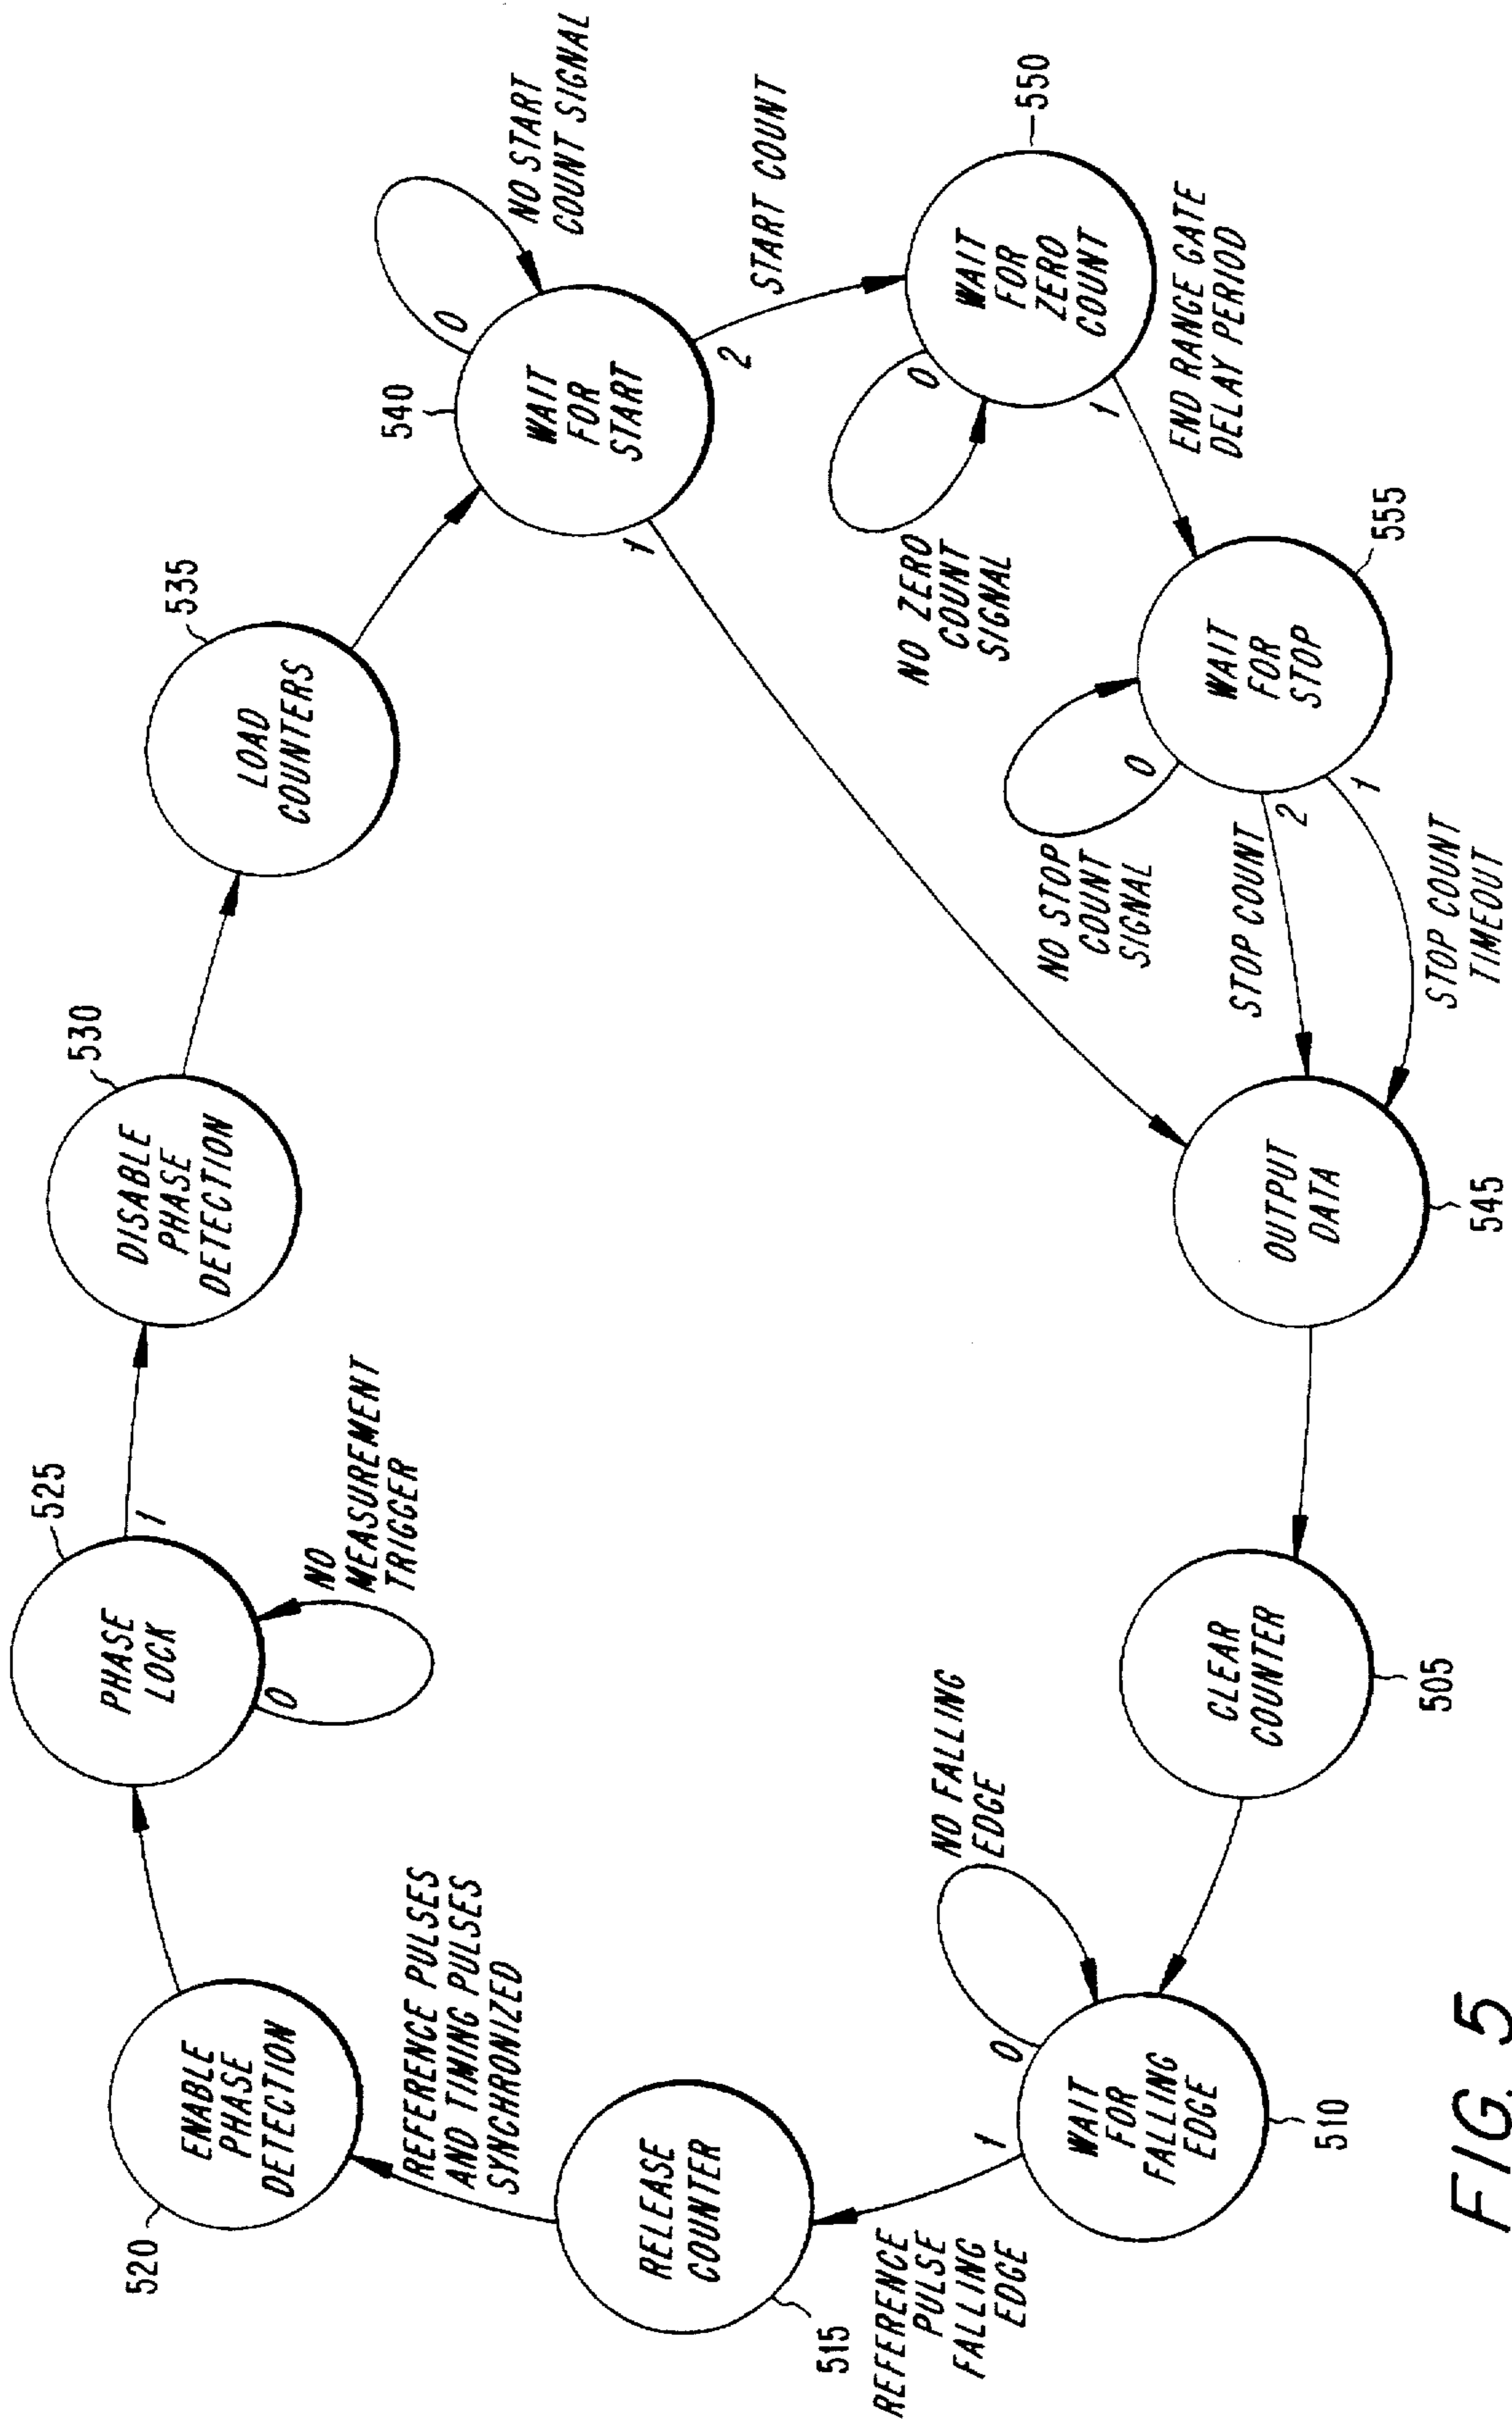 525
PHASE
LOCK
0
1
NO
MEASUREMENT
TRIGGER
530
DISABLE
PHASE
DETECTION
535
LOAD
COUNTERS
540
WAIT
FOR
START
0
1
2
NO START
COUNT SIGNAL
START COUNT
550
WAIT
FOR
ZERO
COUNT
0
1
NO ZERO
COUNT
SIGNAL
END RANGE GATE
DELAY PERIOD
555
WAIT
FOR
STOP
0
2
1
NO STOP
COUNT
SIGNAL
STOP COUNT
STOP COUNT
TIMEOUT
OUTPUT
DATA
545
CLEAR
COUNTER
505
WAIT
FOR
FALLING
EDGE
510
0
1
NO FALLING
EDGE
REFERENCE
PULSE
FALLING
EDGE
RELEASE
COUNTER
515
REFERENCE PULSES
AND TIMING PULSES
SYNCHRONIZED
ENABLE
PHASE
DETECTION
520
FIG. 5